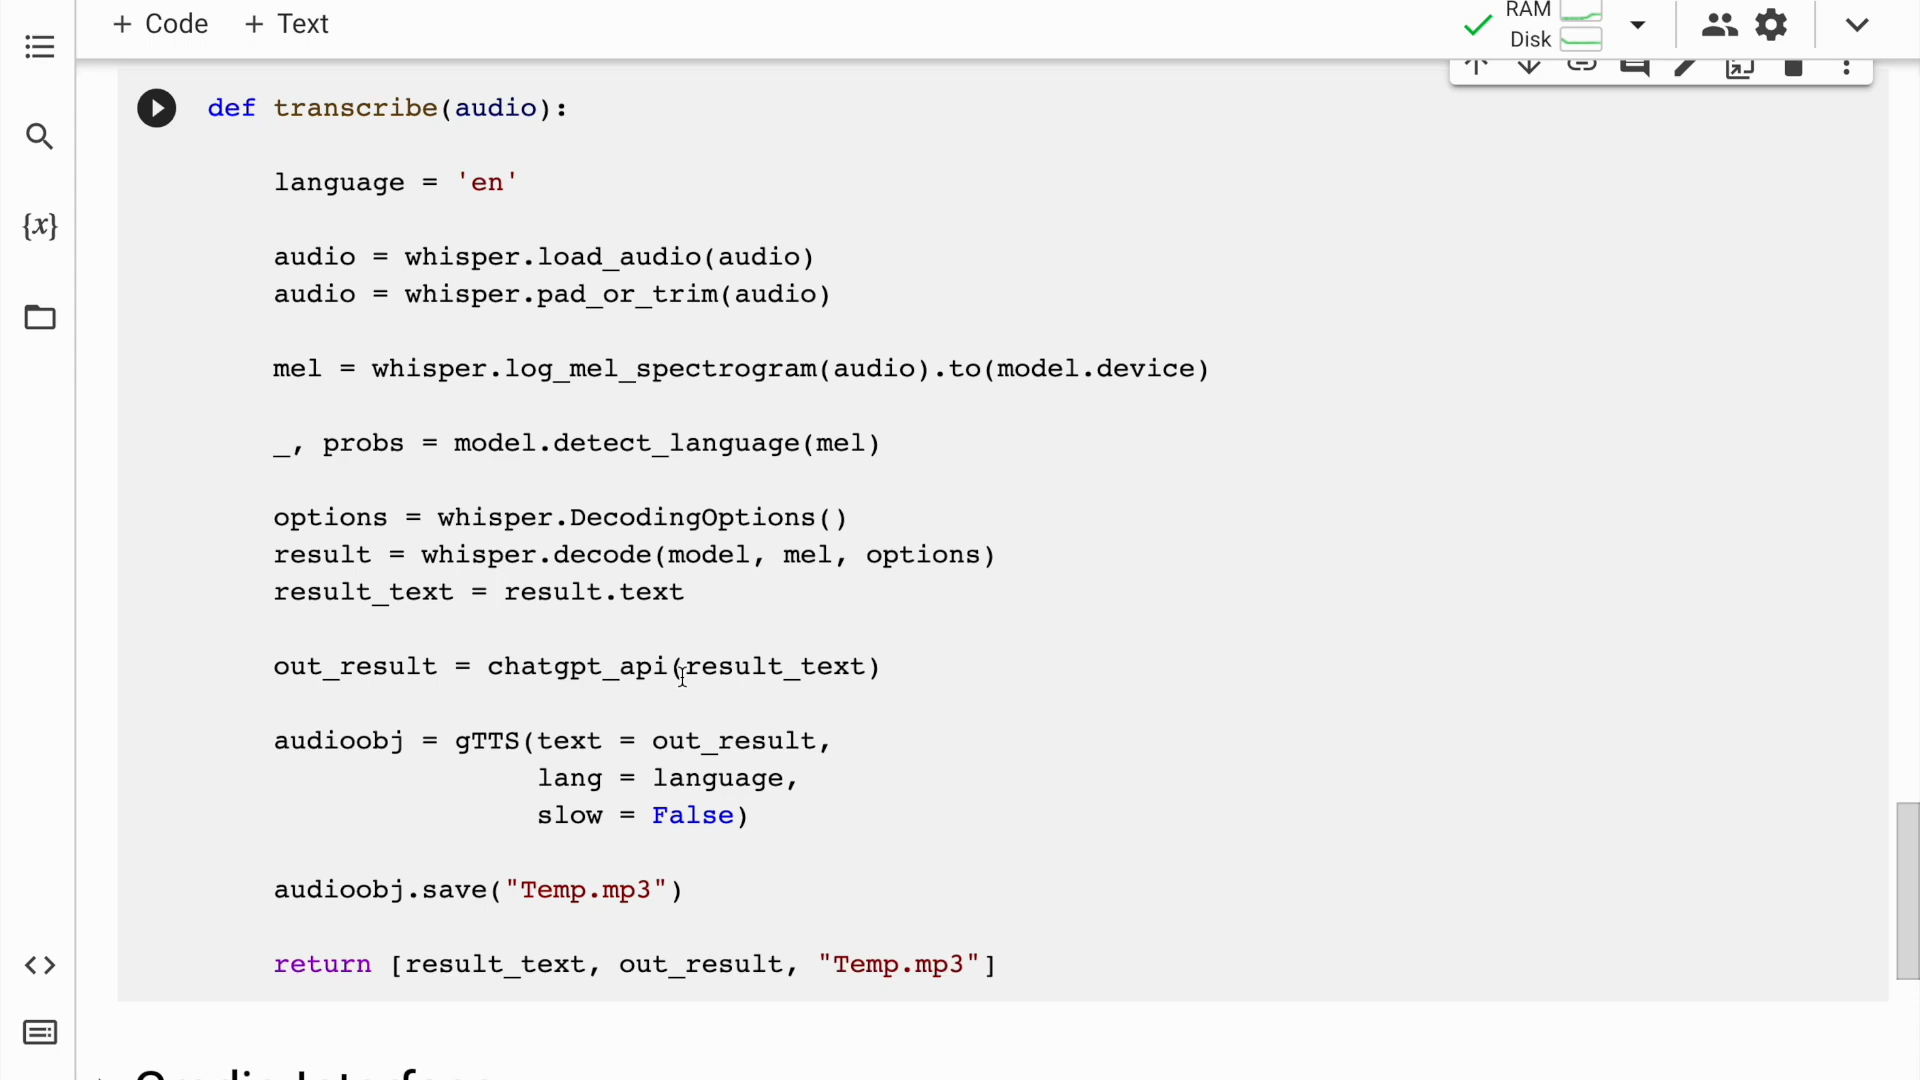 + Code + Text
RAM
Disk
{x}
def transcribe(audio):
language = 'en'
audio = whisper.load_audio(audio)
audio = whisper.pad_or_trim(audio)
mel = whisper.log_mel_spectrogram(audio).to(model.device)
_, probs = model.detect_language(mel)
options = whisper.DecodingOptions()
result = whisper.decode(model, mel, options)
result_text = result.text
out_result = chatgpt_api(result_text)
audioobj = gTTS(text = out_result,
lang = language,
slow = False)
audioobj.save("Temp.mp3")
return [result_text, out_result, "Temp.mp3"]
Gradio Interface